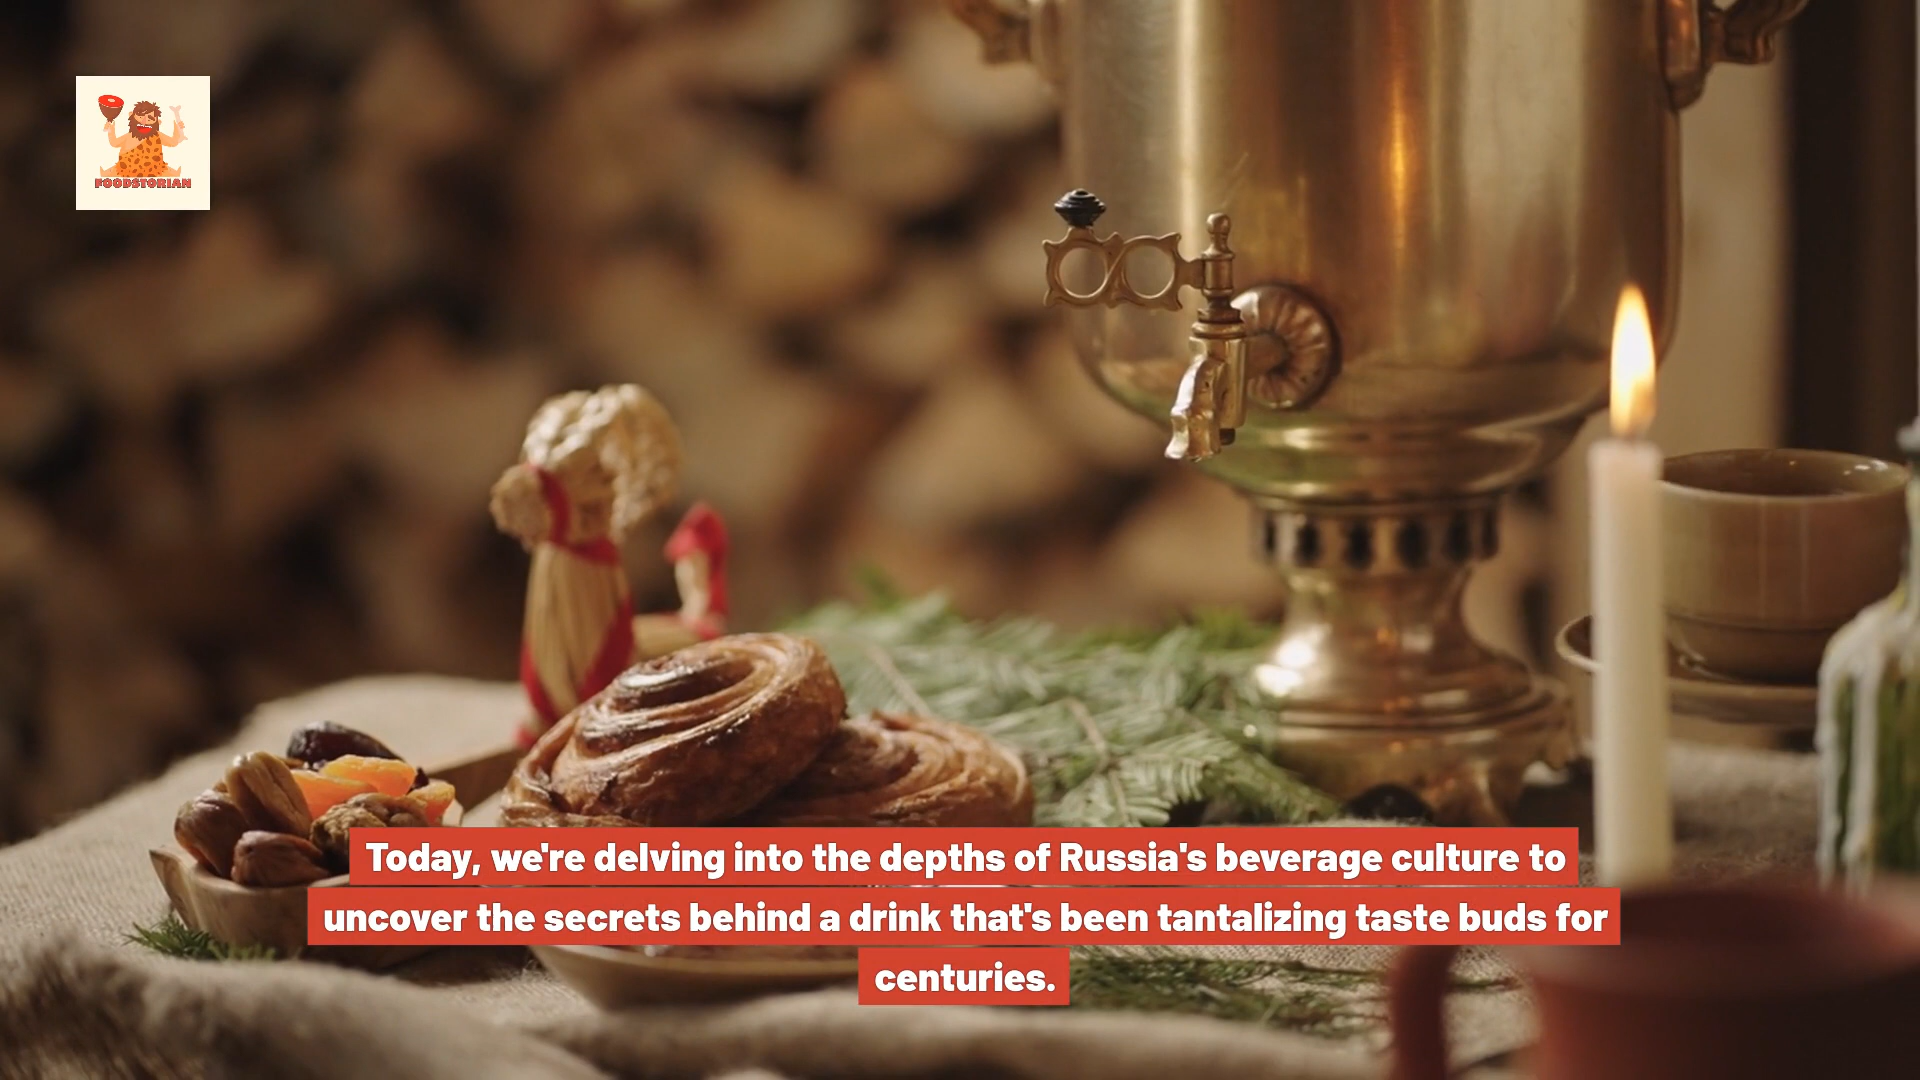 FOODSTORIAN
Today, we're delving into the depths of Russia's beverage culture to
uncover the secrets behind a drink that's been tantalizing taste buds for
centuries.